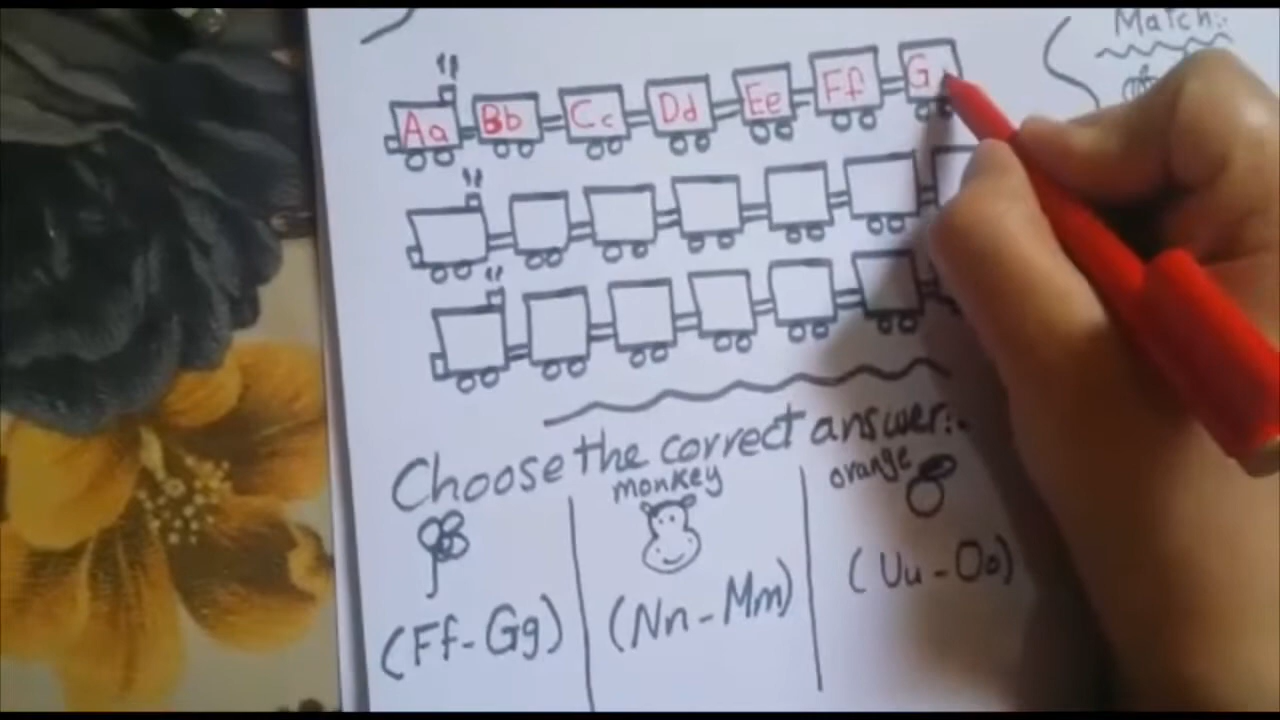 Match:
Aa Bb Cc Dd Ee Ff G
Choose the correct answer:
monkey
orange
(Ff-Gg)
(Nn-Mm)
(Uu-Oo)